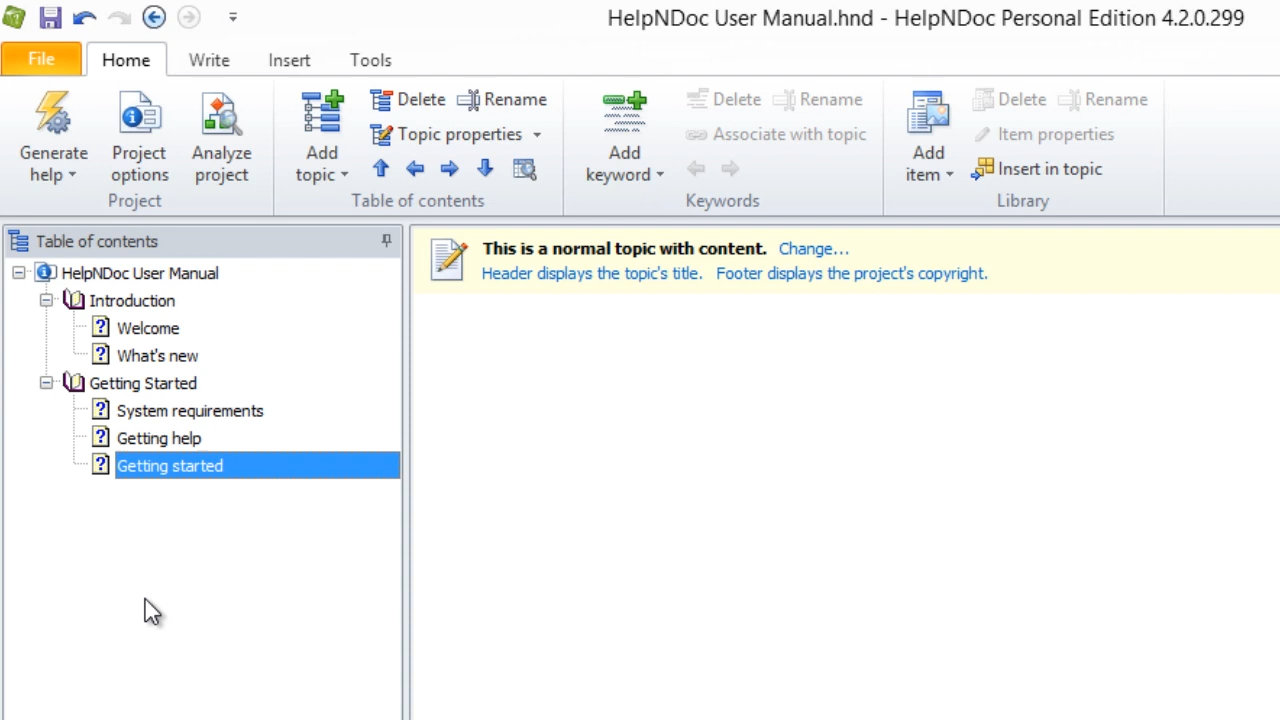 HelpNDoc User Manual.hnd - HelpNDoc Personal Edition 4.2.0.299
File Home Write Insert Tools
Generate help
Project options
Analyze project
Project
Add topic
Delete Rename
Topic properties
Table of contents
Add keyword
Delete Rename
Associate with topic
Keywords
Add item
Delete Rename
Item properties
Insert in topic
Library
Table of contents
HelpNDoc User Manual
Introduction
Welcome
What's new
Getting Started
System requirements
Getting help
Getting started
This is a normal topic with content. Change...
Header displays the topic's title. Footer displays the project's copyright.